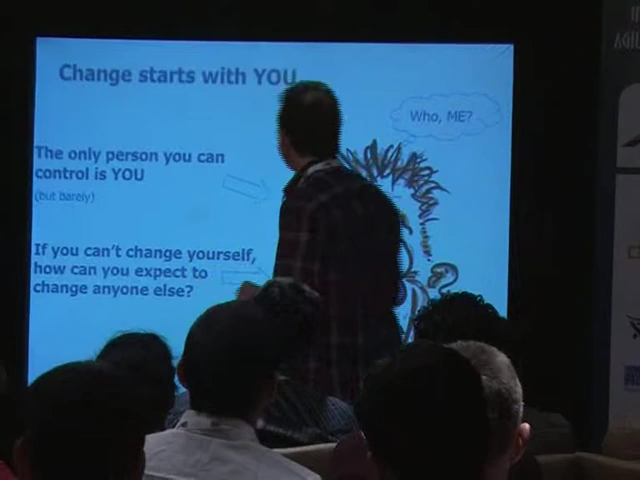 Change starts with YOU
Who, ME?
The only person you can
control is YOU
(but barely)
If you can't change yourself,
how can you expect to
change anyone else?